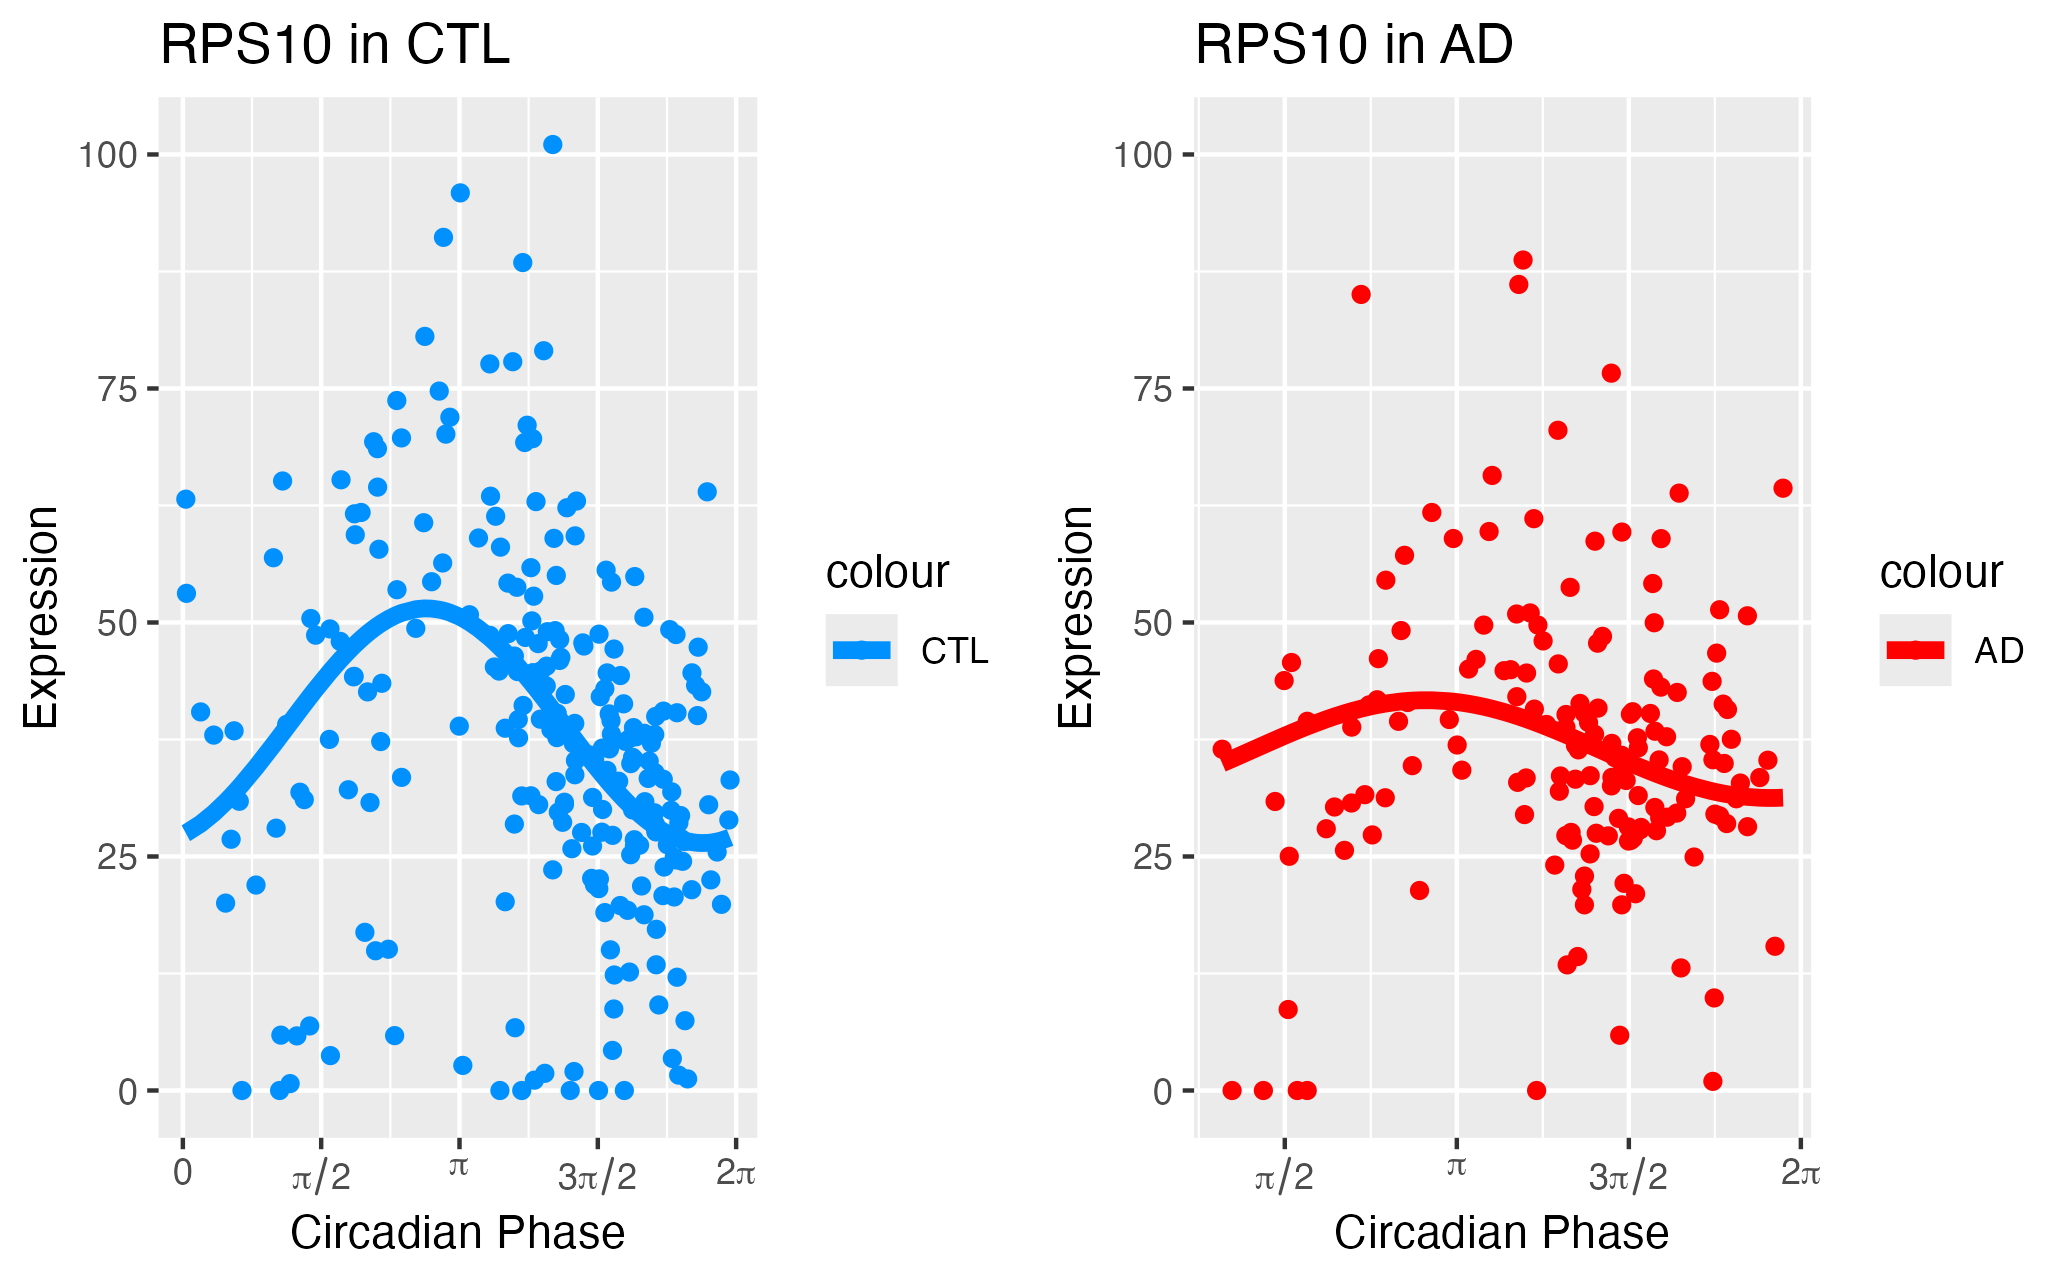 RPS10 in CTL
100
75
50
25
0
Expression
0 π/2 π 3π/2 2π
Circadian Phase
colour
CTL
RPS10 in AD
100
75
50
25
0
Expression
π/2 π 3π/2 2π
Circadian Phase
colour
AD